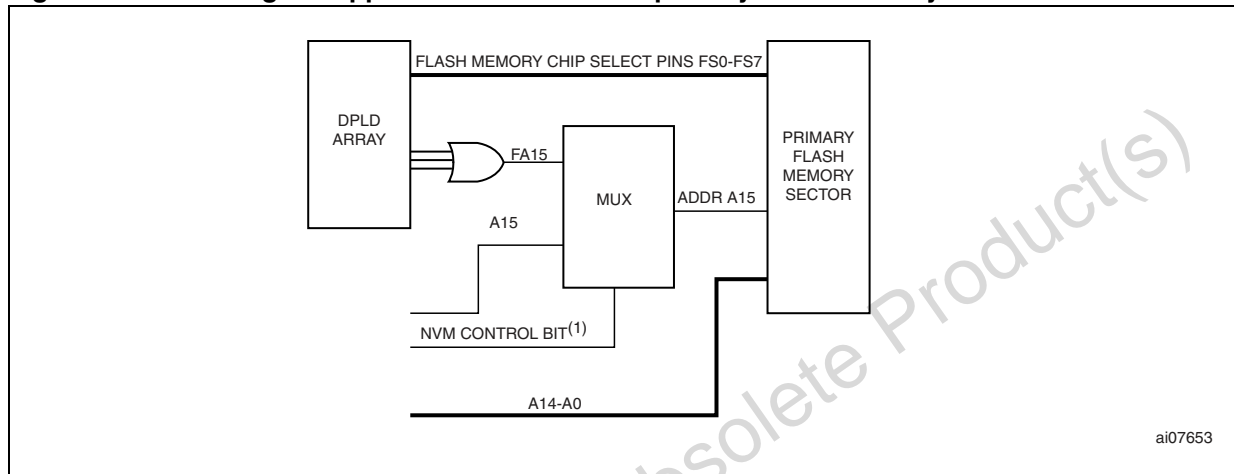 FLASH MEMORY CHIP SELECT PINS FS0-FS7
DPLD
ARRAY
FA15
MUX
ADDR A15
PRIMARY
FLASH
MEMORY
SECTOR
A15
NVM CONTROL BIT(1)
A14-A0
ai07653
Obsolete Product(s)